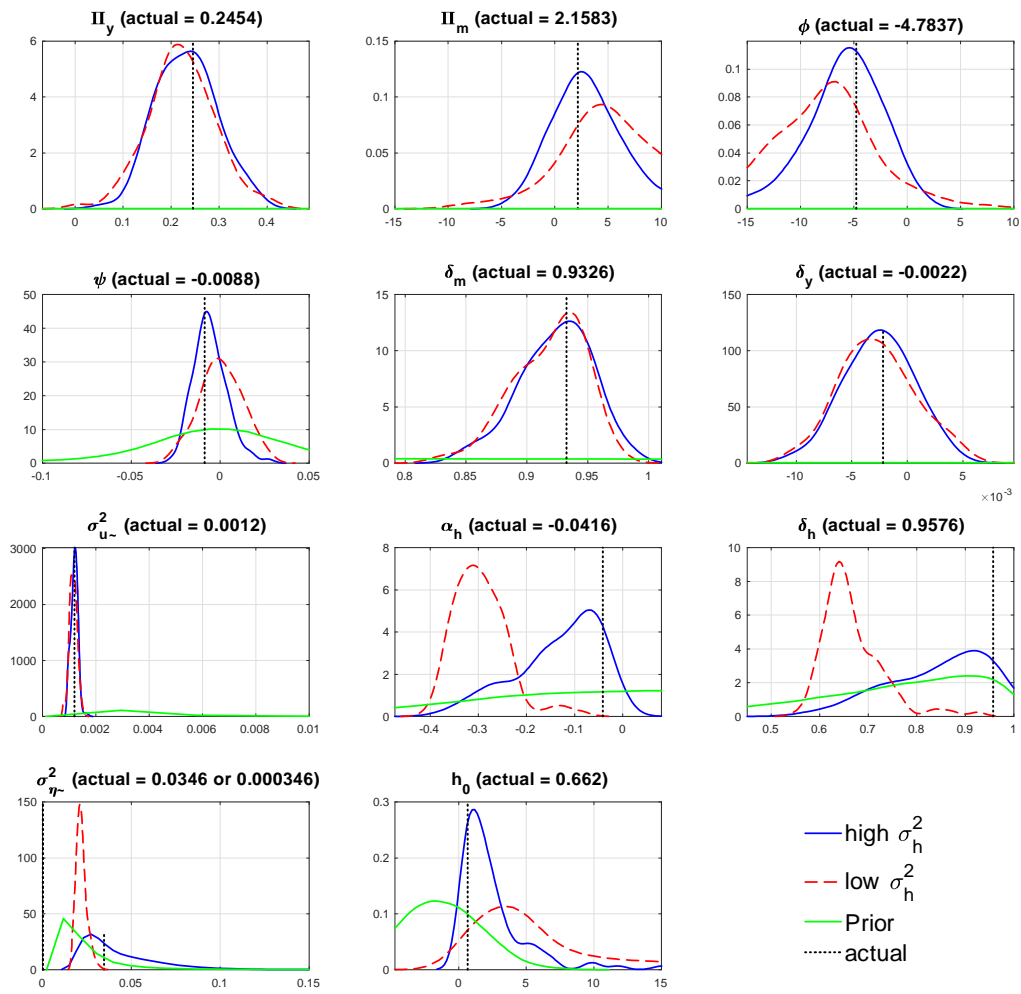 Π_y (actual = 0.2454)
Π_m (actual = 2.1583)
ϕ (actual = -4.7837)
6
4
2
0
0 0.1 0.2 0.3 0.4
0.15
0.1
0.05
0
-15 -10 -5 0 5 10
0.1
0.08
0.06
0.04
0.02
0
-15 -10 -5 0 5 10
ψ (actual = -0.0088)
δ_m (actual = 0.9326)
δ_y (actual = -0.0022)
50
40
30
20
10
0
-0.1 -0.05 0 0.05
15
10
5
0
0.8 0.85 0.9 0.95 1
150
100
50
0
-10 -5 0 5
×10^-3
σ²_u~ (actual = 0.0012)
α_h (actual = -0.0416)
δ_h (actual = 0.9576)
3000
2000
1000
0
0 0.002 0.004 0.006 0.008 0.01
8
6
4
2
0
-0.4 -0.3 -0.2 -0.1 0
10
8
6
4
2
0
0.5 0.6 0.7 0.8 0.9 1
σ²_η~ (actual = 0.0346 or 0.000346)
h_0 (actual = 0.662)
150
100
50
0
0 0.05 0.1 0.15
0.3
0.2
0.1
0
-5 0 5 10 15
high σ²_h
low σ²_h
Prior
actual